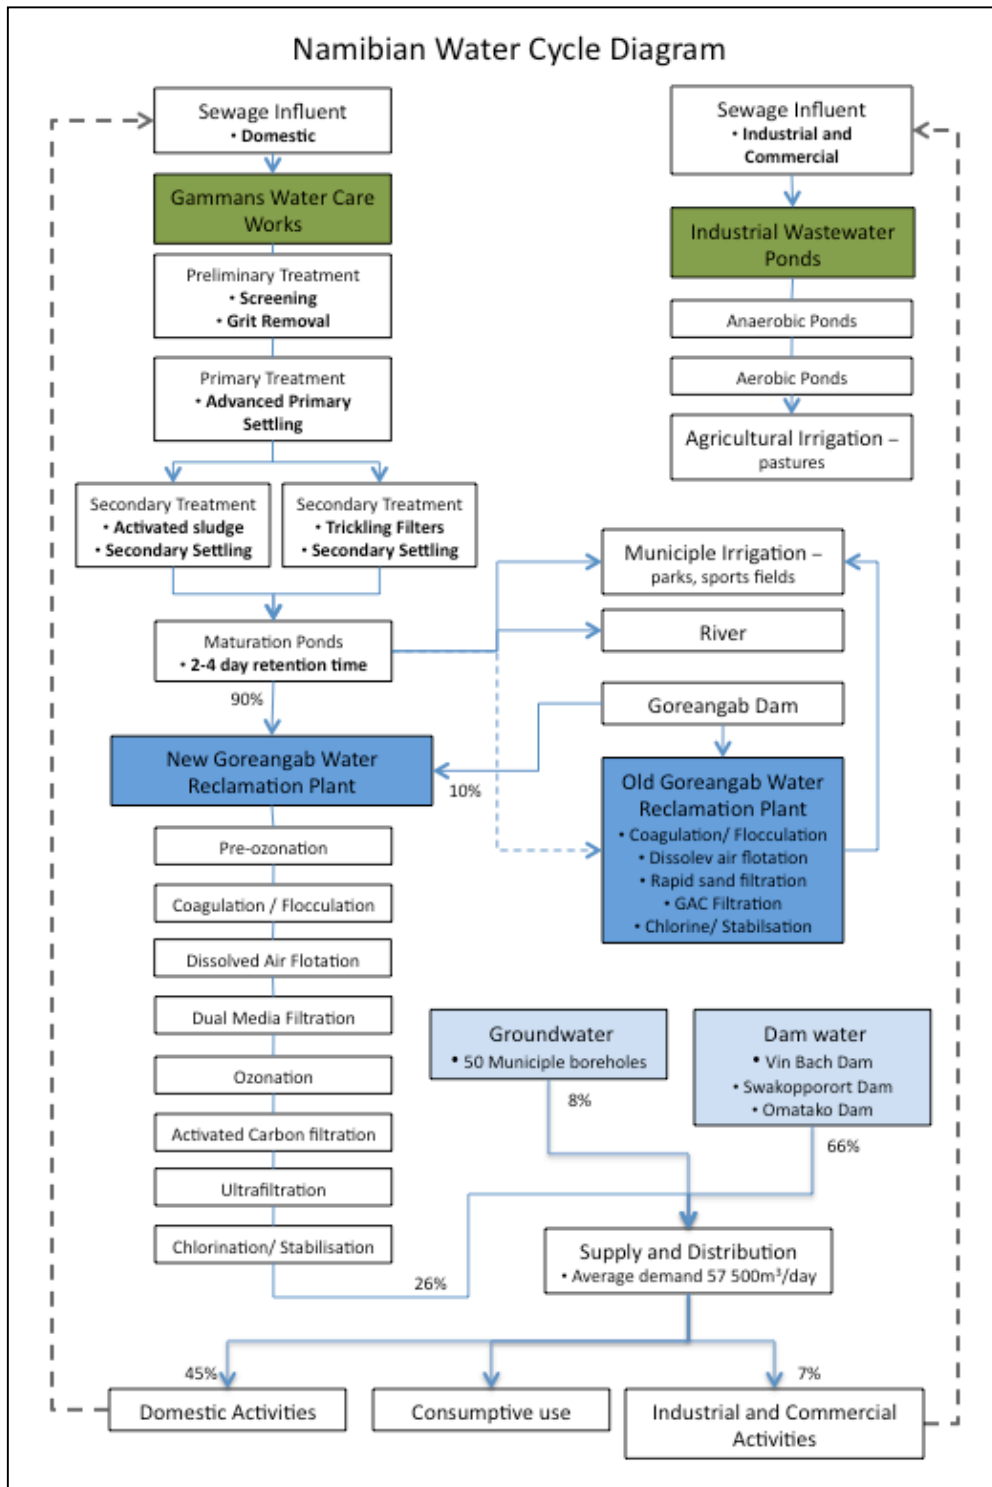 Namibian Water Cycle Diagram
Sewage Influent
• Domestic
Sewage Influent
• Industrial and
Commercial
Gammans Water Care
Works
Industrial Wastewater
Ponds
Preliminary Treatment
• Screening
• Grit Removal
Anaerobic Ponds
Primary Treatment
• Advanced Primary
Settling
Aerobic Ponds
Agricultural Irrigation –
pastures
Secondary Treatment
• Activated sludge
• Secondary Settling
Secondary Treatment
• Trickling Filters
• Secondary Settling
Municiple Irrigation –
parks, sports fields
River
Maturation Ponds
• 2-4 day retention time
90%
Goreangab Dam
New Goreangab Water
Reclamation Plant
10%
Old Goreangab Water
Reclamation Plant
• Coagulation/ Flocculation
• Dissolev air flotation
• Rapid sand filtration
• GAC Filtration
• Chlorine/ Stabilsation
Pre-ozonation
Coagulation / Flocculation
Dissolved Air Flotation
Dual Media Filtration
Ozonation
Activated Carbon filtration
Ultrafiltration
Chlorination/ Stabilisation
26%
Groundwater
• 50 Municiple boreholes
8%
Dam water
• Vin Bach Dam
• Swakopporort Dam
• Omatako Dam
66%
Supply and Distribution
• Average demand 57 500m³/day
45%
7%
Domestic Activities
Consumptive use
Industrial and Commercial
Activities